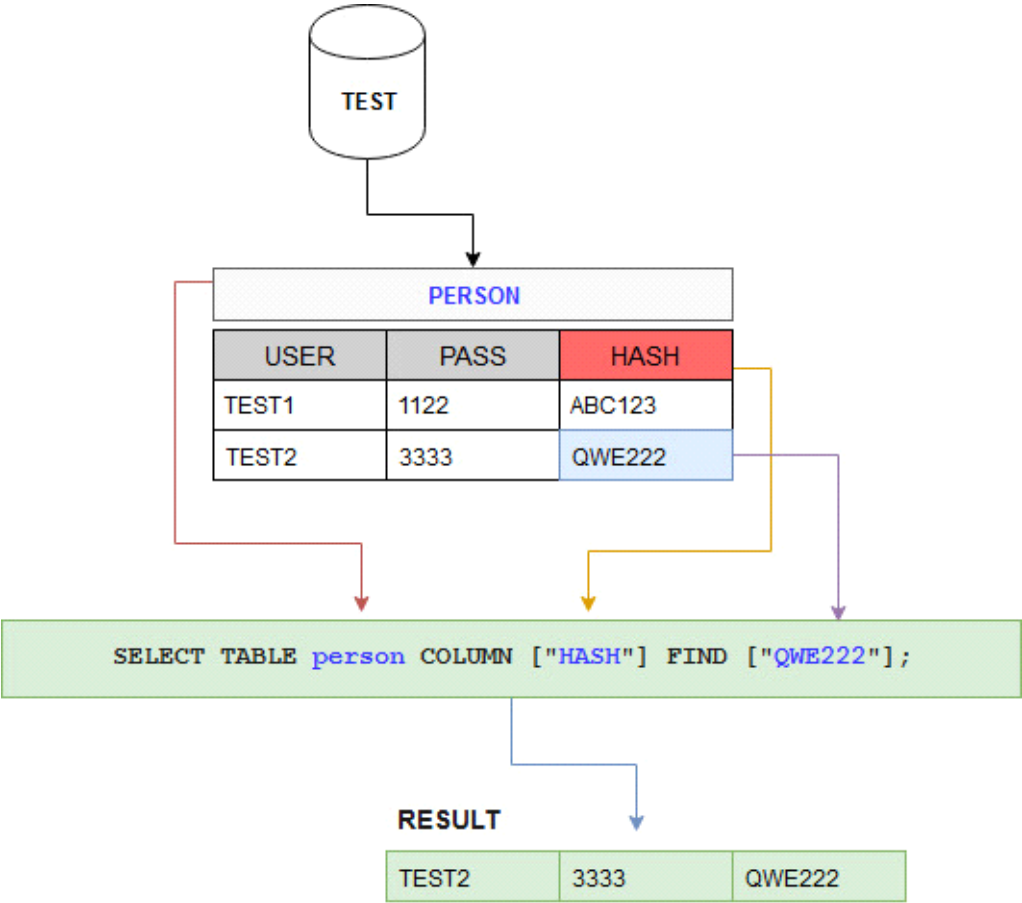 TEST
PERSON
USER PASS HASH
TEST1 1122 ABC123
TEST2 3333 QWE222
SELECT TABLE person COLUMN ["HASH"] FIND ["QWE222"];
RESULT
TEST2 3333 QWE222